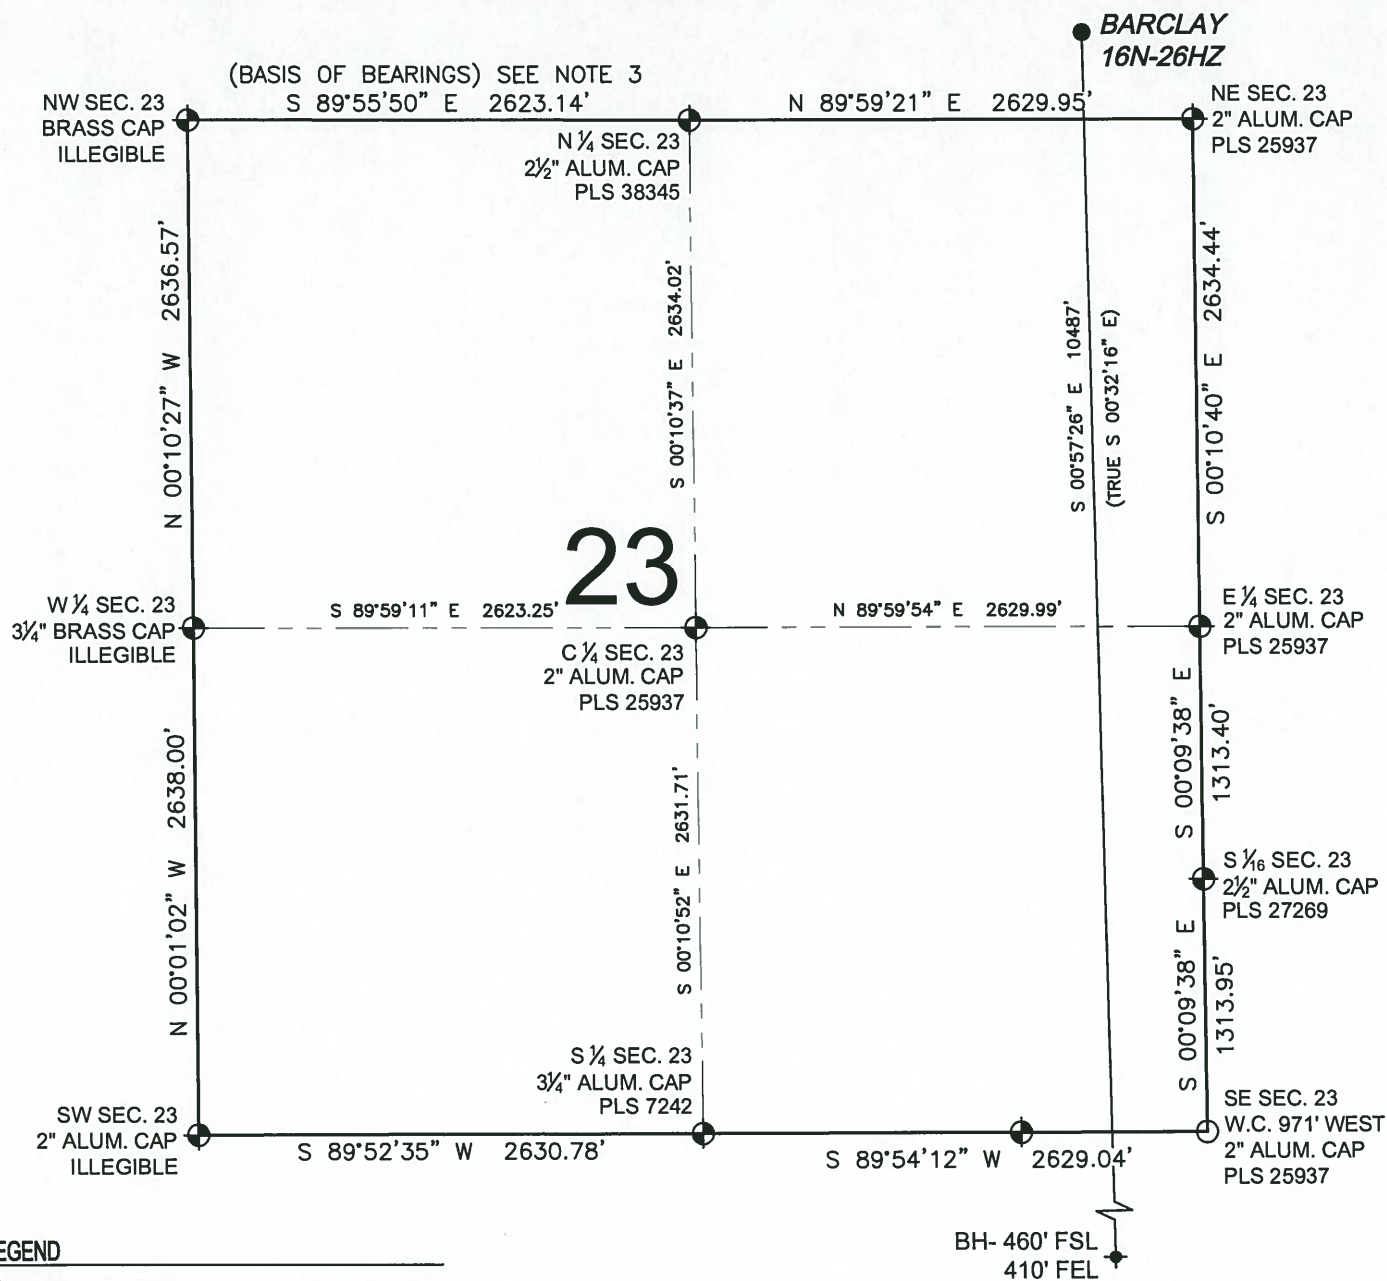 BARCLAY
16N-26HZ
(BASIS OF BEARINGS) SEE NOTE 3
S 89°55'50" E 2623.14'
N 89°59'21" E 2629.95'
NW SEC. 23
BRASS CAP
ILLEGIBLE
N ¼ SEC. 23
2½" ALUM. CAP
PLS 38345
NE SEC. 23
2" ALUM. CAP
PLS 25937
N 00°10'27" W 2636.57'
S 00°10'37" E 2634.02'
S 00°57'26" E 10487'
(TRUE S 00°32'16" E)
S 00°10'40" E 2634.44'
23
W ¼ SEC. 23
3¼" BRASS CAP
ILLEGIBLE
S 89°59'11" E 2623.25'
N 89°59'54" E 2629.99'
C ¼ SEC. 23
2" ALUM. CAP
PLS 25937
E ¼ SEC. 23
2" ALUM. CAP
PLS 25937
N 00°01'02" W 2638.00'
S 00°10'52" E 2631.71'
S 00°09'38" E
1313.40'
S 1⁄16 SEC. 23
2½" ALUM. CAP
PLS 27269
S 00°09'38" E
1313.95'
S ¼ SEC. 23
3¼" ALUM. CAP
PLS 7242
SW SEC. 23
2" ALUM. CAP
ILLEGIBLE
S 89°52'35" W 2630.78'
S 89°54'12" W 2629.04'
SE SEC. 23
W.C. 971' WEST
2" ALUM. CAP
PLS 25937
BH- 460' FSL
410' FEL
EGEND